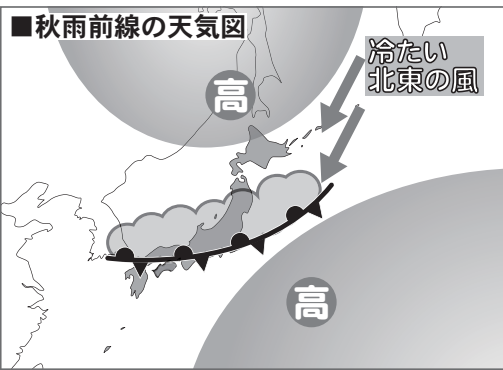 ■秋雨前線の天気図
冷たい
北東の風
高
高